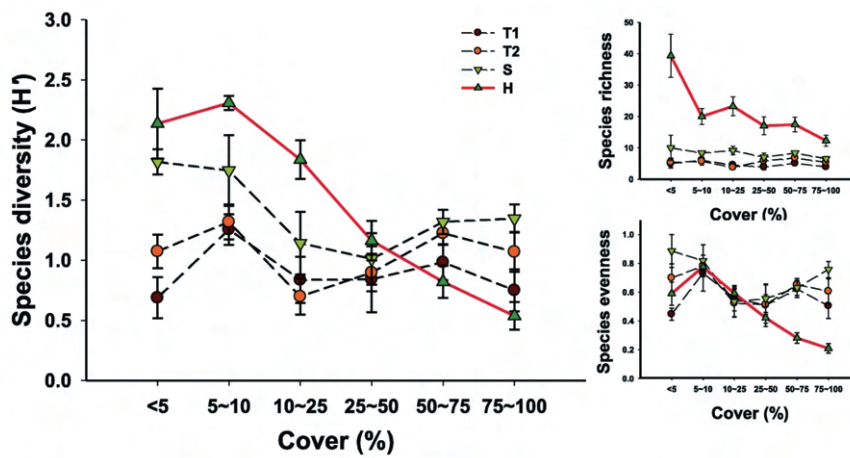 3.0
2.5
2.0
1.5
1.0
0.5
0.0
Species diversity (H')
<5 5~10 10~25 25~50 50~75 75~100
Cover (%)
T1
T2
S
H
50
40
30
20
10
0
Species richness
<5 5~10 10~25 25~50 50~75 75~100
Cover (%)
1.0
0.8
0.6
0.4
0.2
0.0
Species evenness
<5 5~10 10~25 25~50 50~75 75~100
Cover (%)